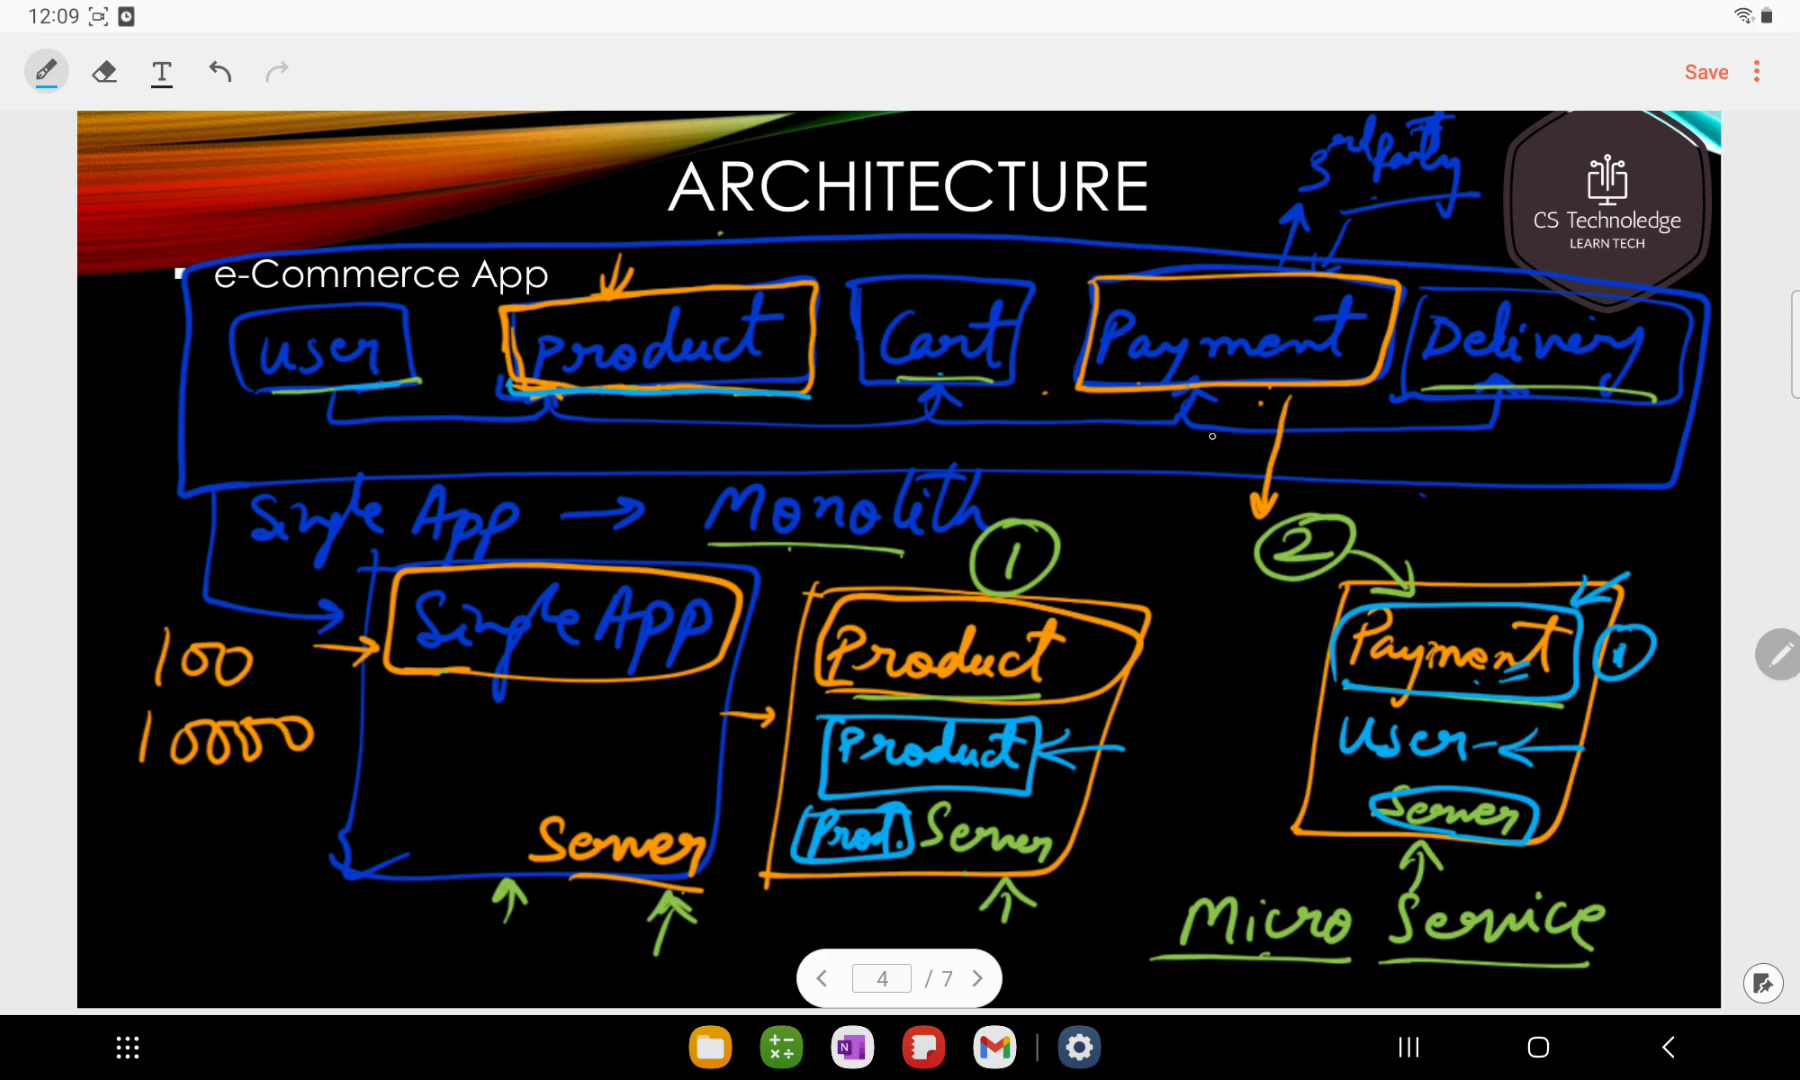 12:09
Save
3rd Party
ARCHITECTURE
CS Technoledge
LEARN TECH
e-Commerce App
user Product Cart Payment Delivery
Single App → Monolith
1 2
Single APP
100
10000
Product
Product
Prod. Server
Server
Payment 1
User
Server
Micro Service
4 / 7